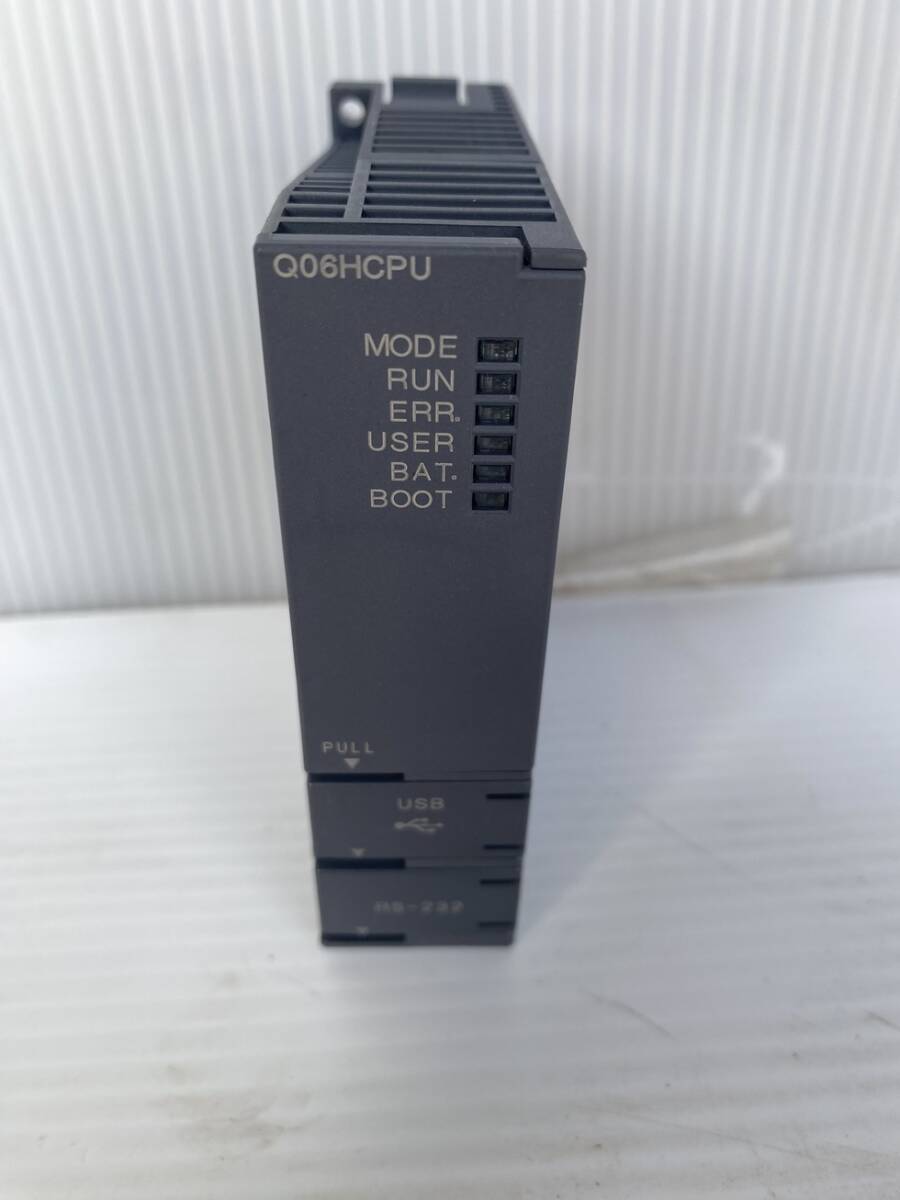 Q06HCPU
MODE
RUN
ERR.
USER
BAT.
BOOT
PULL
USB
RS-232